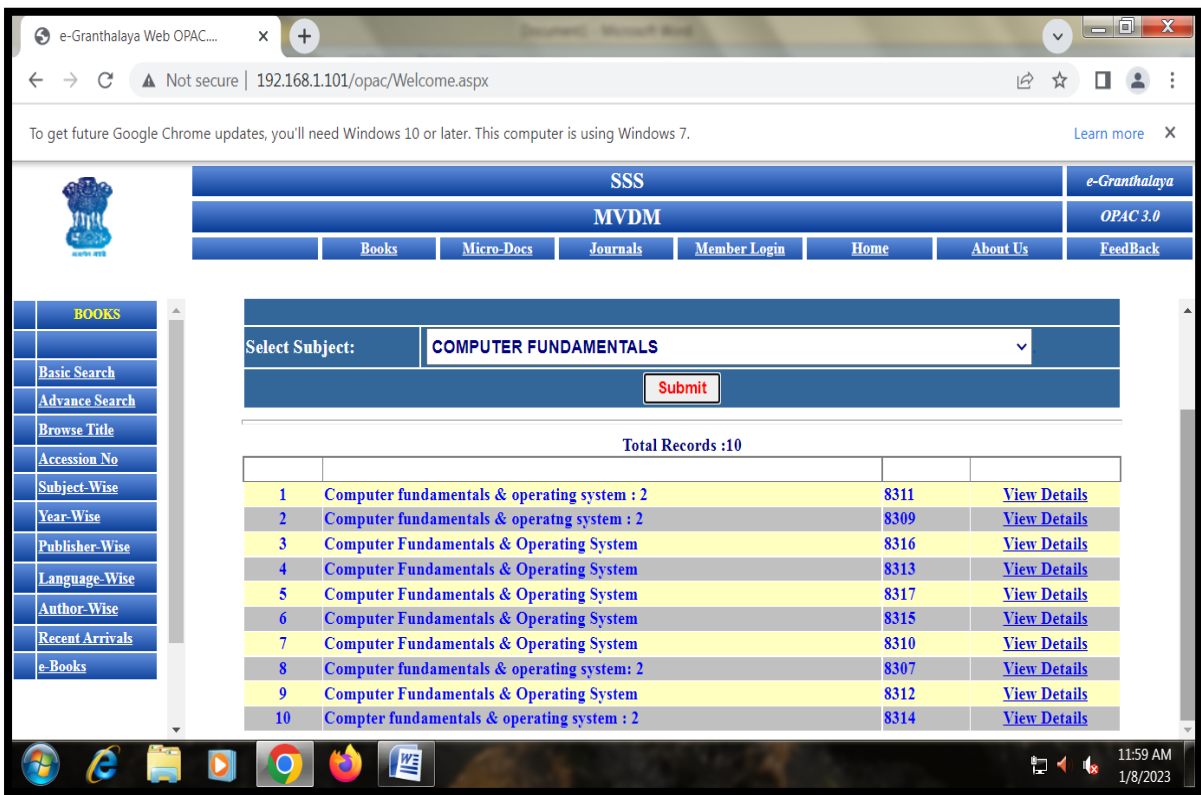 e-Granthalaya Web OPAC....
Not secure | 192.168.1.101/opac/Welcome.aspx
To get future Google Chrome updates, you'll need Windows 10 or later. This computer is using Windows 7. Learn more
SSS e-Granthalaya
MVDM OPAC 3.0
Books Micro-Docs Journals Member Login Home About Us FeedBack
BOOKS
Basic Search
Advance Search
Browse Title
Accession No
Subject-Wise
Year-Wise
Publisher-Wise
Language-Wise
Author-Wise
Recent Arrivals
e-Books
Select Subject: COMPUTER FUNDAMENTALS
Submit
Total Records :10
1 Computer fundamentals & operating system : 2 8311 View Details
2 Computer fundamentals & operatng system : 2 8309 View Details
3 Computer Fundamentals & Operating System 8316 View Details
4 Computer Fundamentals & Operating System 8313 View Details
5 Computer Fundamentals & Operating System 8317 View Details
6 Computer Fundamentals & Operating System 8315 View Details
7 Computer Fundamentals & Operating System 8310 View Details
8 Computer fundamentals & operating system: 2 8307 View Details
9 Computer Fundamentals & Operating System 8312 View Details
10 Compter fundamentals & operating system : 2 8314 View Details
11:59 AM
1/8/2023